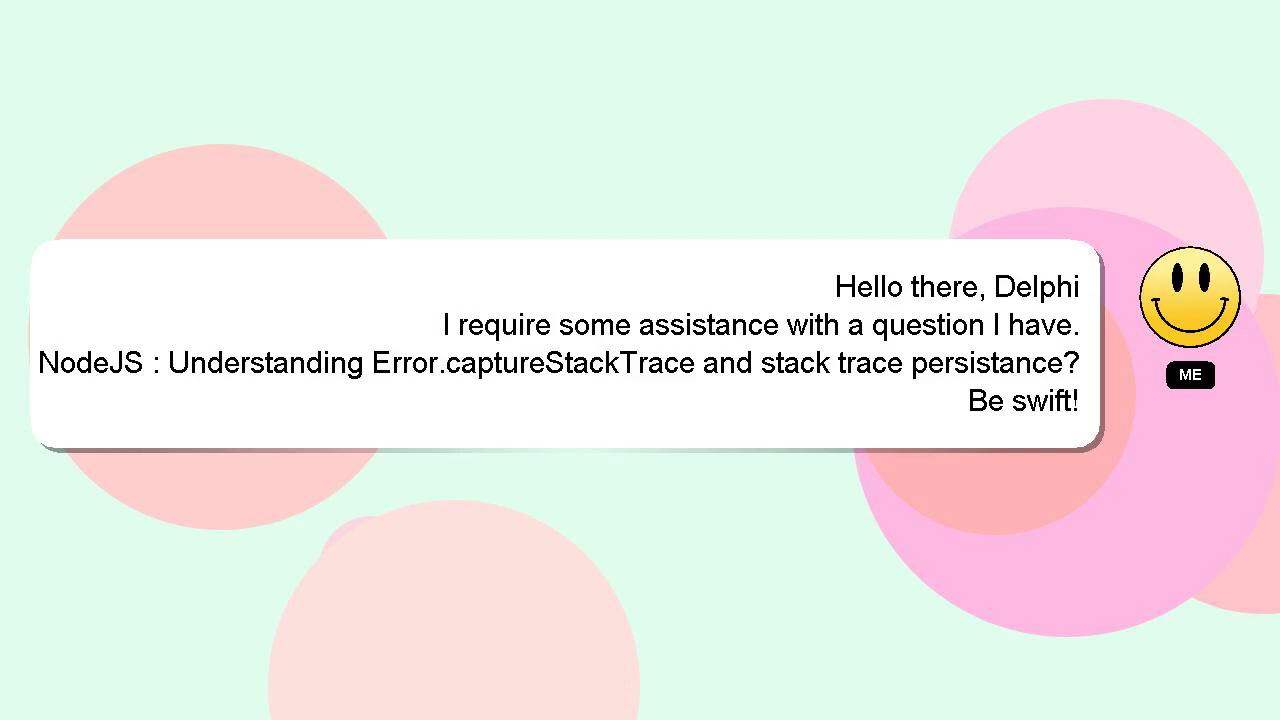 Hello there, Delphi
I require some assistance with a question I have.
NodeJS : Understanding Error.captureStackTrace and stack trace persistance?
Be swift!
ME